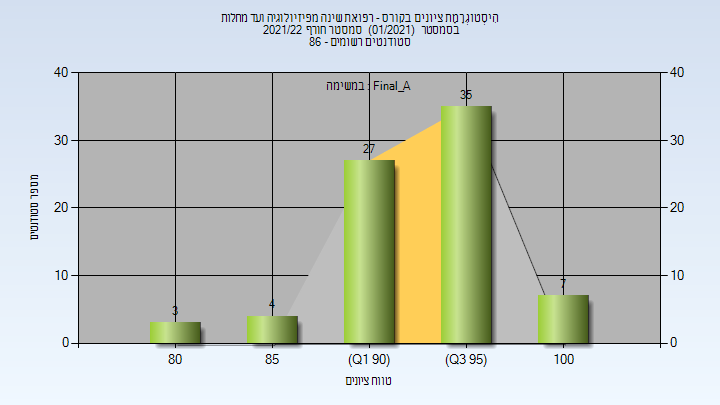 היסטוגרמת ציונים בקורס - רפואת שינה מפיזיולוגיה ועד מחלות
בסמסטר (01/2021) סמסטר חורף 2021/22
סטודנטים רשומים - 86
במשימה : Final_A
40 40
30 30
20 20
10 10
0 0
מספר סטודנטים
3 4 27 35 7
80 85 (Q1 90) (Q3 95) 100
טווח ציונים